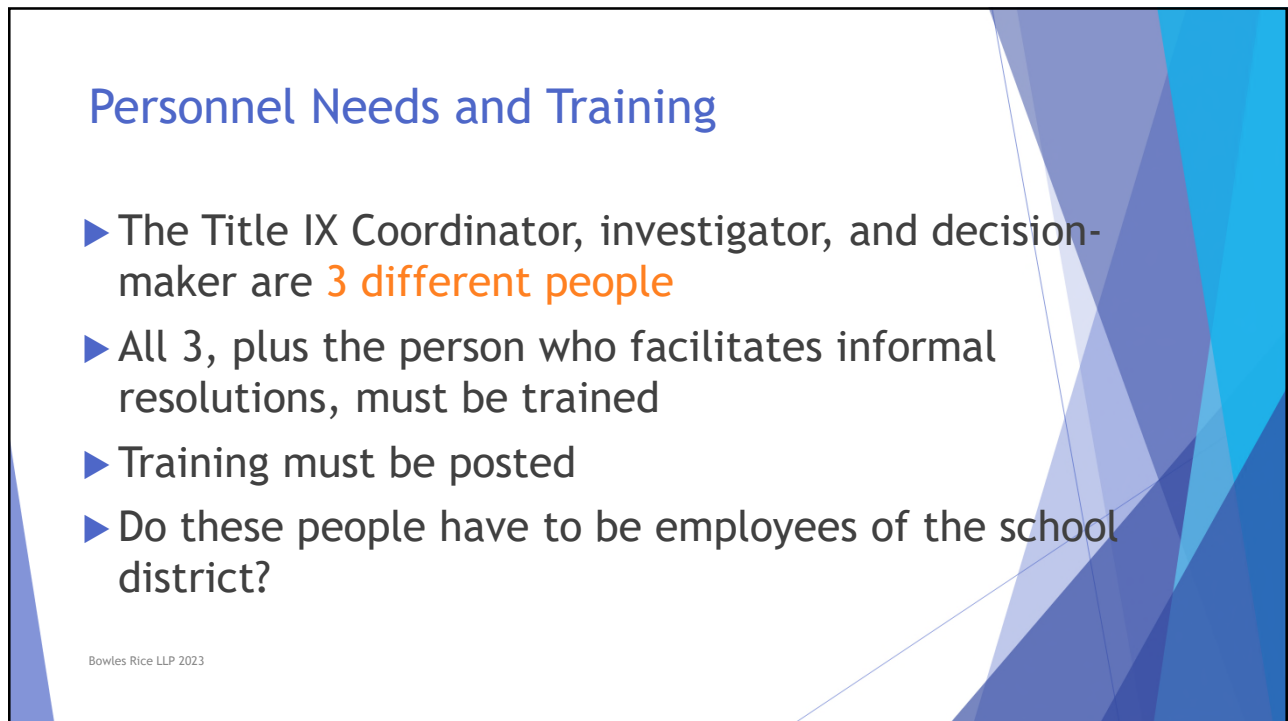 Personnel Needs and Training
The Title IX Coordinator, investigator, and decision-
maker are 3 different people
All 3, plus the person who facilitates informal
resolutions, must be trained
Training must be posted
Do these people have to be employees of the school
district?
Bowles Rice LLP 2023